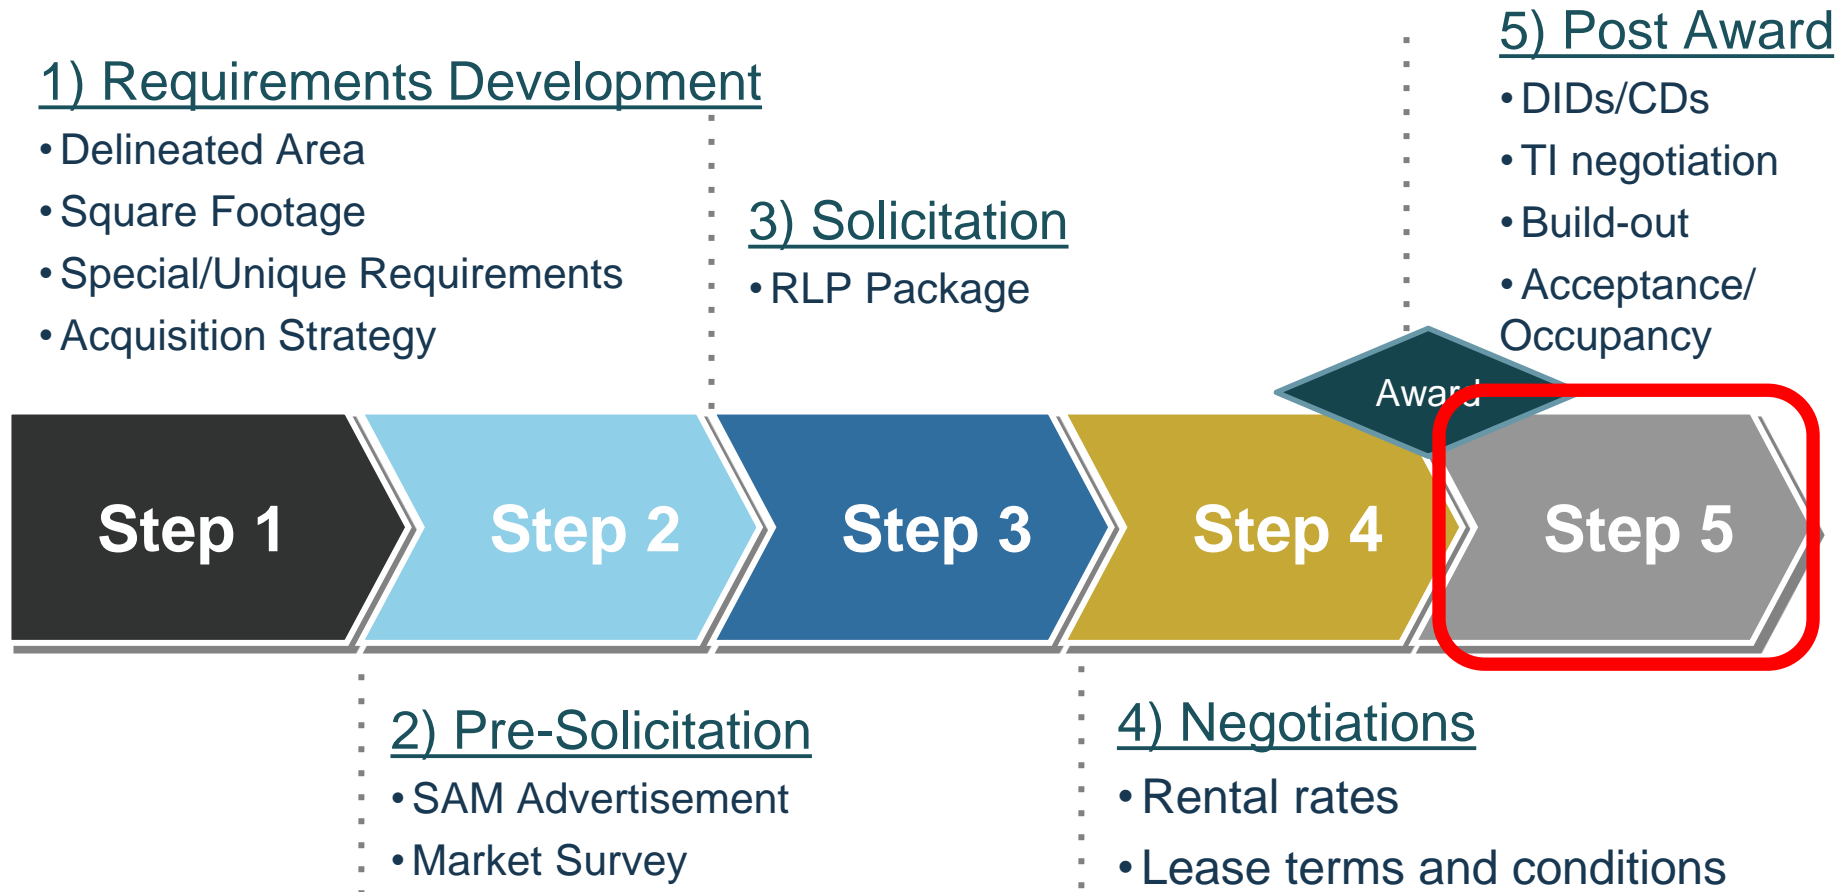 1) Requirements Development
• Delineated Area
• Square Footage
• Special/Unique Requirements
• Acquisition Strategy
3) Solicitation
• RLP Package
5) Post Award
• DIDs/CDs
• TI negotiation
• Build-out
• Acceptance/
Occupancy
Award
Step 1
Step 2
Step 3
Step 4
Step 5
2) Pre-Solicitation
• SAM Advertisement
• Market Survey
4) Negotiations
• Rental rates
• Lease terms and conditions